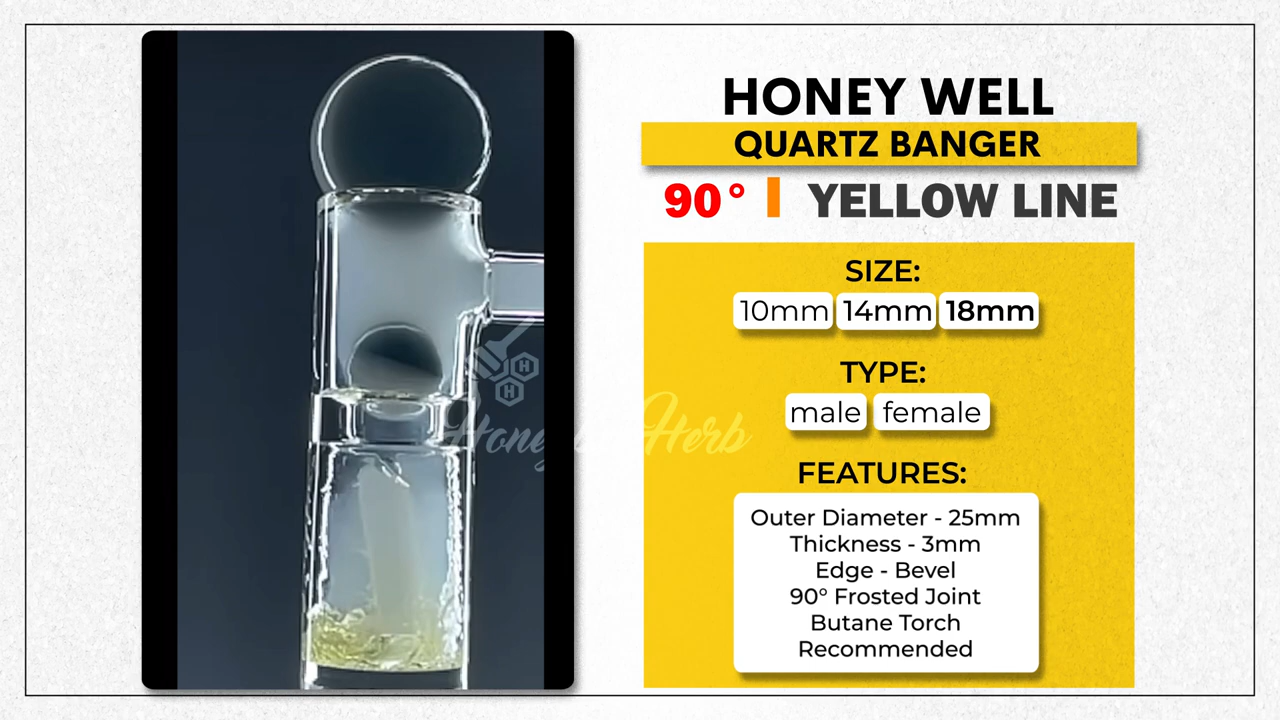 HONEY WELL
QUARTZ BANGER
90° | YELLOW LINE
SIZE:
10mm 14mm 18mm
TYPE:
male female
H
H
Herb
FEATURES:
Outer Diameter - 25mm
Thickness - 3mm
Edge - Bevel
90° Frosted Joint
Butane Torch
Recommended